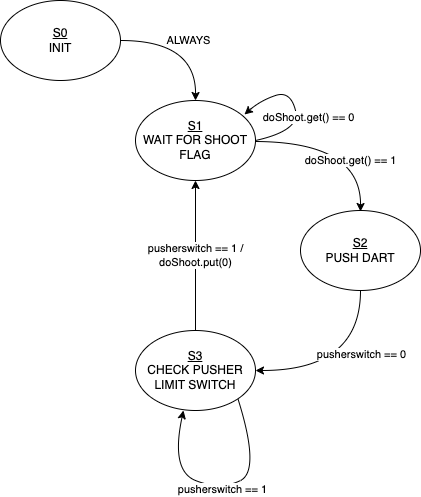 S0
INIT
ALWAYS
S1
WAIT FOR SHOOT
FLAG
doShoot.get() == 0
doShoot.get() == 1
S2
PUSH DART
pusherswitch == 1 /
doShoot.put(0)
pusherswitch == 0
S3
CHECK PUSHER
LIMIT SWITCH
pusherswitch == 1